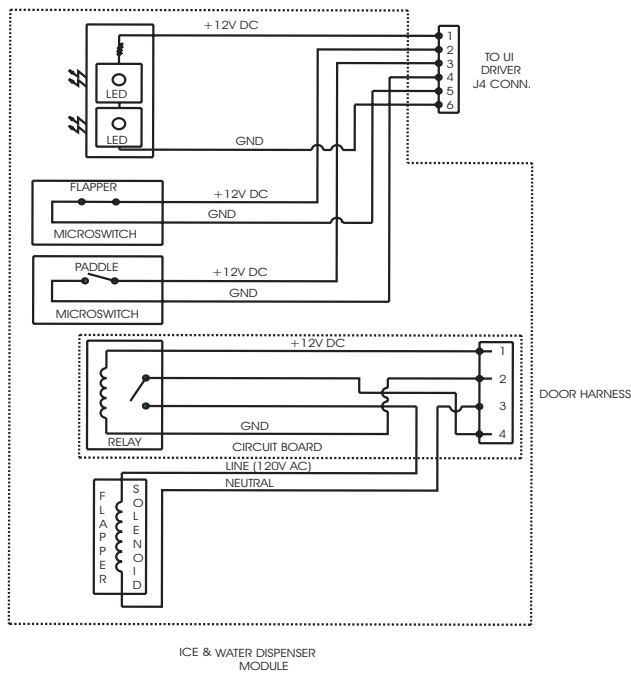 +12V DC
1
2
3
4
5
6
TO UI
DRIVER
J4 CONN.
LED
LED
GND
FLAPPER
+12V DC
GND
MICROSWITCH
PADDLE
+12V DC
GND
MICROSWITCH
+12V DC
1
2
3
4
DOOR HARNESS
GND
RELAY
CIRCUIT BOARD
LINE (120V AC)
NEUTRAL
FLAPPER
SOLENOID
ICE & WATER DISPENSER
MODULE